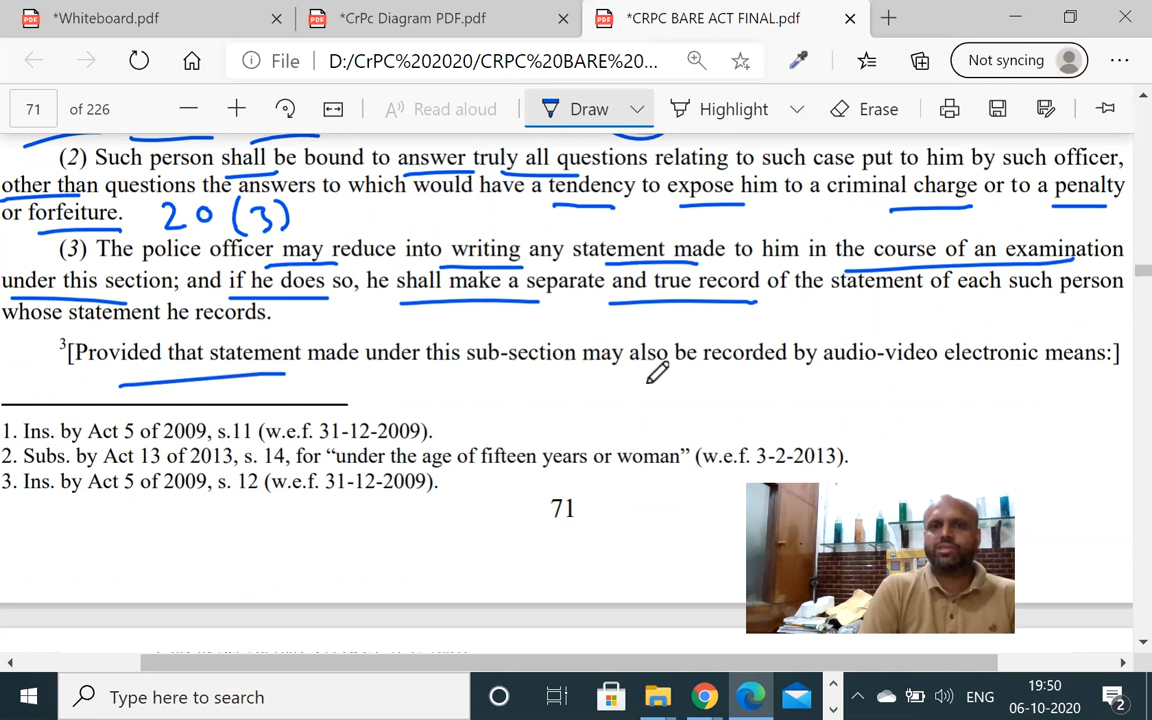 *Whiteboard.pdf
*CrPc Diagram PDF.pdf
*CRPC BARE ACT FINAL.pdf
File D:/CrPC%202020/CRPC%20BARE%20... Not syncing
71 of 226 Read aloud Draw Highlight Erase
(2) Such person shall be bound to answer truly all questions relating to such case put to him by such officer,
other than questions the answers to which would have a tendency to expose him to a criminal charge or to a penalty
or forfeiture. 20 (3)
(3) The police officer may reduce into writing any statement made to him in the course of an examination
under this section; and if he does so, he shall make a separate and true record of the statement of each such person
whose statement he records.
3[Provided that statement made under this sub-section may also be recorded by audio-video electronic means:]
1. Ins. by Act 5 of 2009, s.11 (w.e.f. 31-12-2009).
2. Subs. by Act 13 of 2013, s. 14, for “under the age of fifteen years or woman” (w.e.f. 3-2-2013).
3. Ins. by Act 5 of 2009, s. 12 (w.e.f. 31-12-2009).
71
Type here to search
ENG
19:50
06-10-2020
2